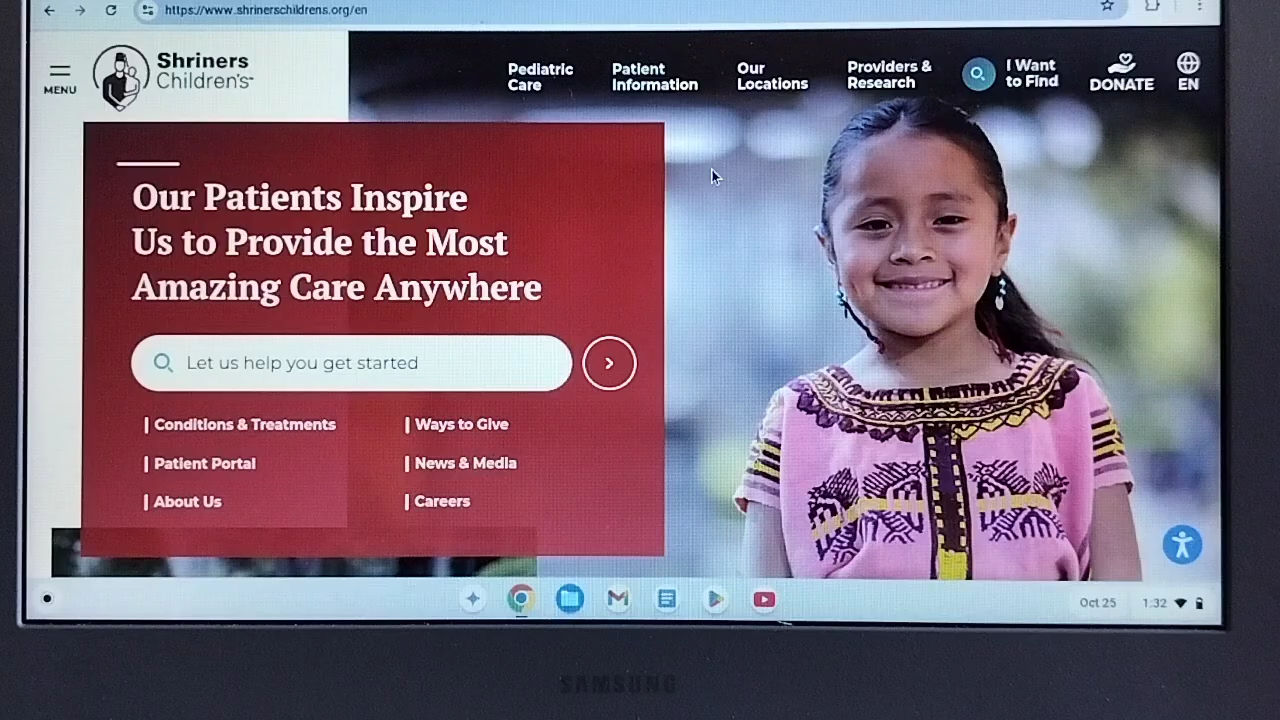 https://www.shrinerschildrens.org/en
MENU
Shriners
Children's™
Pediatric
Care
Patient
Information
Our
Locations
Providers &
Research
I Want
to Find
DONATE
EN
Our Patients Inspire
Us to Provide the Most
Amazing Care Anywhere
Let us help you get started
Conditions & Treatments
Ways to Give
Patient Portal
News & Media
About Us
Careers
Oct 25
1:32
SAMSUNG